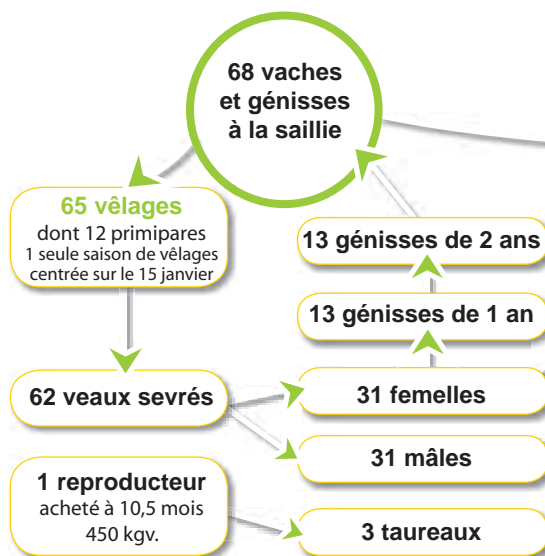 68 vaches
et génisses
à la saillie
65 vêlages
dont 12 primipares
1 seule saison de vêlages
centrée sur le 15 janvier
13 génisses de 2 ans
13 génisses de 1 an
62 veaux sevrés
31 femelles
31 mâles
1 reproducteur
acheté à 10,5 mois
450 kgv.
3 taureaux